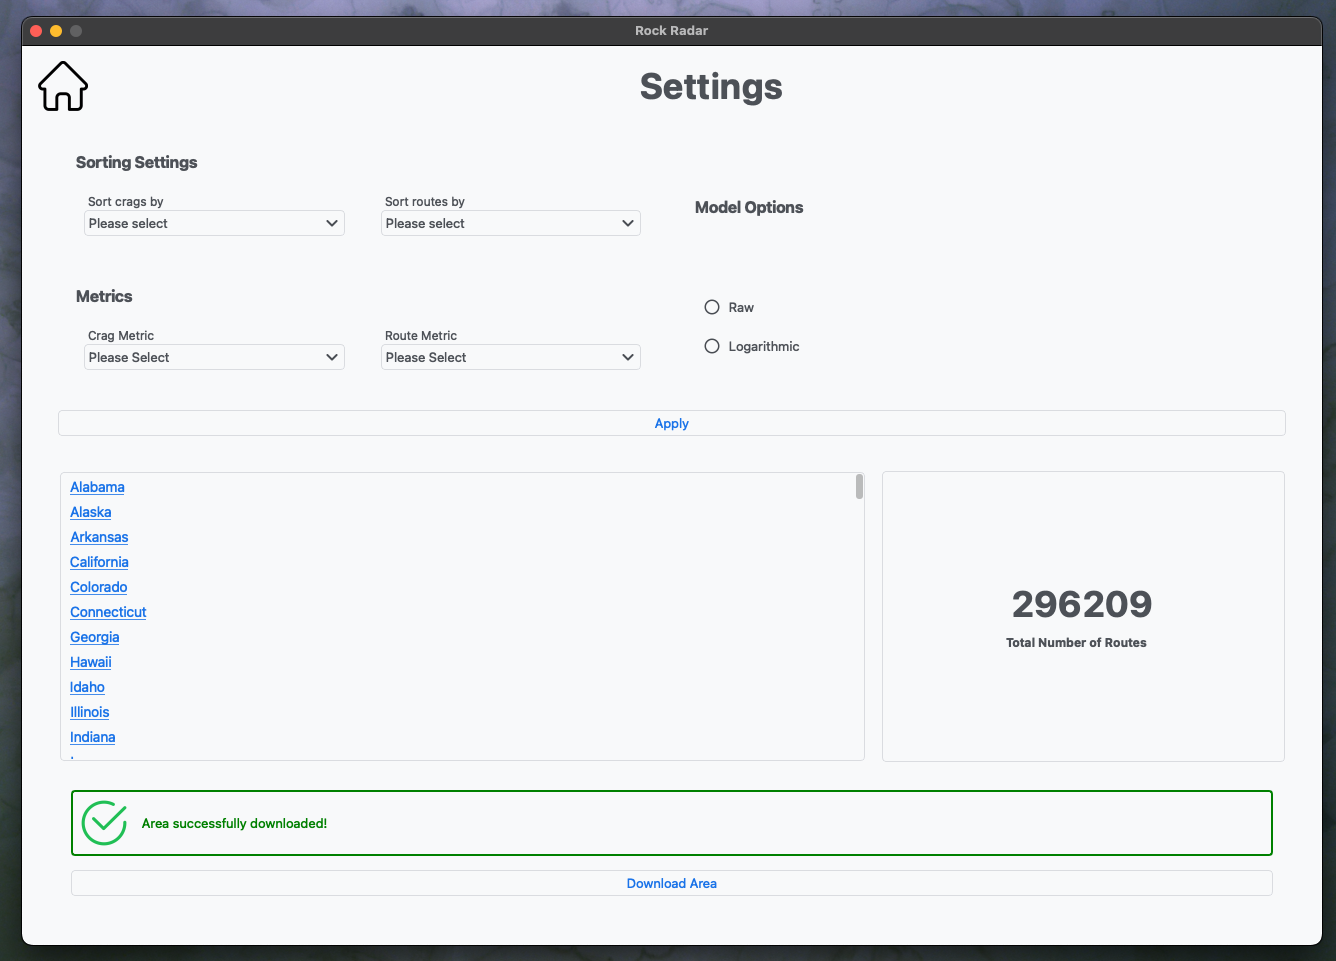 Rock Radar
Settings
Sorting Settings
Sort crags by
Please select
Sort routes by
Please select
Model Options
Metrics
Crag Metric
Please Select
Route Metric
Please Select
Raw
Logarithmic
Apply
Alabama
Alaska
Arkansas
California
Colorado
Connecticut
Georgia
Hawaii
Idaho
Illinois
Indiana
296209
Total Number of Routes
Area successfully downloaded!
Download Area